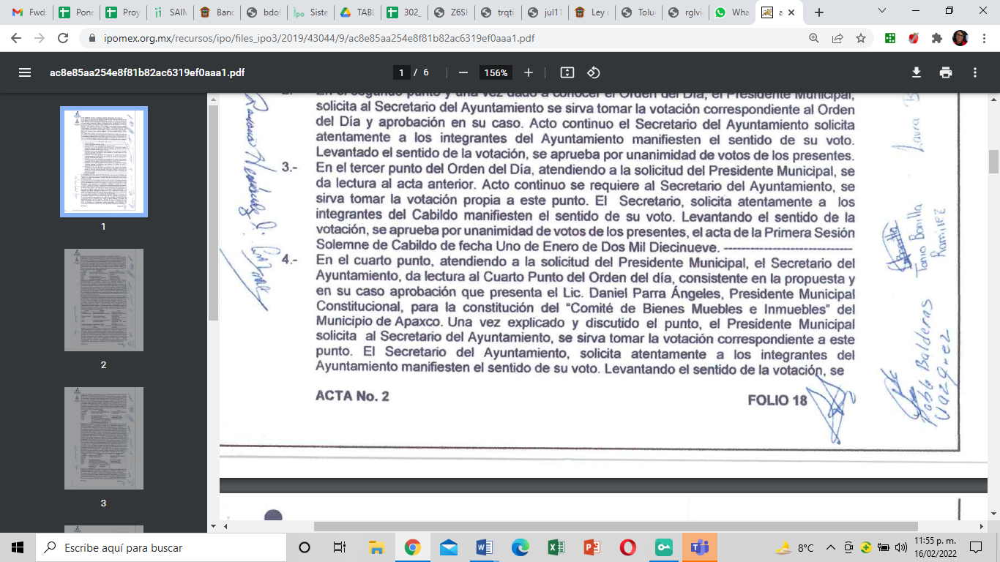 Fwd:
Pone
Proy
SAIM
Banc
bdo(
Siste
TABL
302_
Z6SH
trqti
jul11
Ley c
Toluc
rglvi
Wha
a
ipomex.org.mx/recursos/ipo/files_ipo3/2019/43044/9/ac8e85aa254e8f81b82ac6319ef0aaa1.pdf
ac8e85aa254e8f81b82ac6319ef0aaa1.pdf
1 / 6
156%
En el segundo punto y una vez dado a conocer el Orden del Día, el Presidente Municipal,
solicita al Secretario del Ayuntamiento se sirva tomar la votación correspondiente al Orden
del Día y aprobación en su caso. Acto continuo el Secretario del Ayuntamiento solicita
atentamente a los integrantes del Ayuntamiento manifiesten el sentido de su voto.
Levantado el sentido de la votación, se aprueba por unanimidad de votos de los presentes.
3.- En el tercer punto del Orden del Día, atendiendo a la solicitud del Presidente Municipal, se
da lectura al acta anterior. Acto continuo se requiere al Secretario del Ayuntamiento, se
sirva tomar la votación propia a este punto. El Secretario, solicita atentamente a los
integrantes del Cabildo manifiesten el sentido de su voto. Levantando el sentido de la
votación, se aprueba por unanimidad de votos de los presentes, el acta de la Primera Sesión
Solemne de Cabildo de fecha Uno de Enero de Dos Mil Diecinueve. ----------------------------
4.- En el cuarto punto, atendiendo a la solicitud del Presidente Municipal, el Secretario del
Ayuntamiento, da lectura al Cuarto Punto del Orden del día, consistente en la propuesta y
en su caso aprobación que presenta el Lic. Daniel Parra Ángeles, Presidente Municipal
Constitucional, para la constitución del “Comité de Bienes Muebles e Inmuebles” del
Municipio de Apaxco. Una vez explicado y discutido el punto, el Presidente Municipal
solicita al Secretario del Ayuntamiento, se sirva tomar la votación correspondiente a este
punto. El Secretario del Ayuntamiento, solicita atentamente a los integrantes del
Ayuntamiento manifiesten el sentido de su voto. Levantando el sentido de la votación, se
ACTA No. 2
FOLIO 18
Laura
Tania Bonilla
Ramirez
Pablo Balderas
Vazquez
1
2
3
Escribe aquí para buscar
8°C
11:55 p. m.
16/02/2022